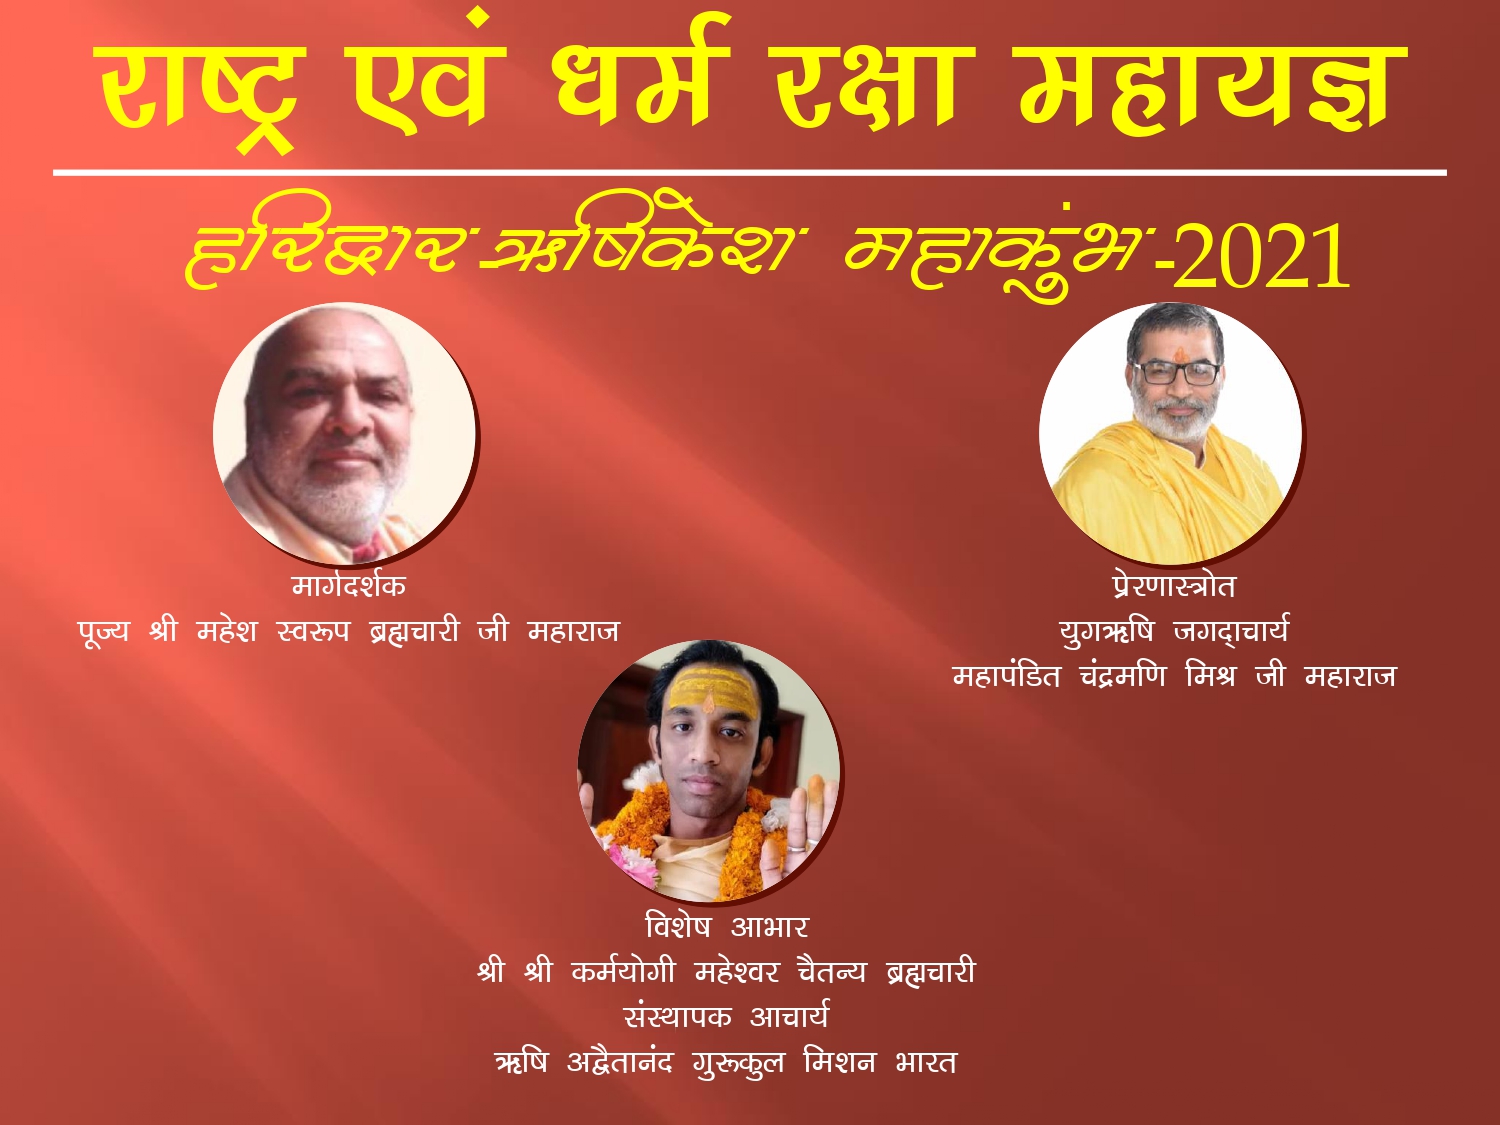 राष्ट्र एवं धर्म रक्षा महायज्ञ
हरिद्वार-ऋषिकेश महाकुंभ-2021
मार्गदर्शक
पूज्य श्री महेश स्वरूप ब्रह्मचारी जी महाराज
प्रेरणास्त्रोत
युगऋषि जगद्चार्य
महापंडित चंद्रमणि मिश्र जी महाराज
विशेष आभार
श्री श्री कर्मयोगी महेश्वर चैतन्य ब्रह्मचारी
संस्थापक आचार्य
ऋषि अद्वैतानंद गुरूकुल मिशन भारत